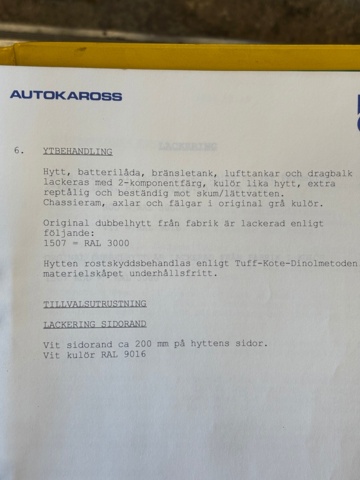 AUTOKAROSS
6. YTBEHANDLING
Hytt, batterilåda, bränsletank, lufttankar och dragbalk
lackeras med 2-komponentfärg, kulör lika hytt, extra
reptålig och beständig mot skum/lättvatten.
Chassieram, axlar och fälgar i original grå kulör.
Original dubbelhytt från fabrik är lackerad enligt
följande:
1507 = RAL 3000
Hytten rostskyddsbehandlas enligt Tuff-Kote-Dinolmetoden
materielskåpet underhållsfritt.
TILLVALSUTRUSTNING
LACKERING SIDORAND
Vit sidorand ca 200 mm på hyttens sidor.
Vit kulör RAL 9016